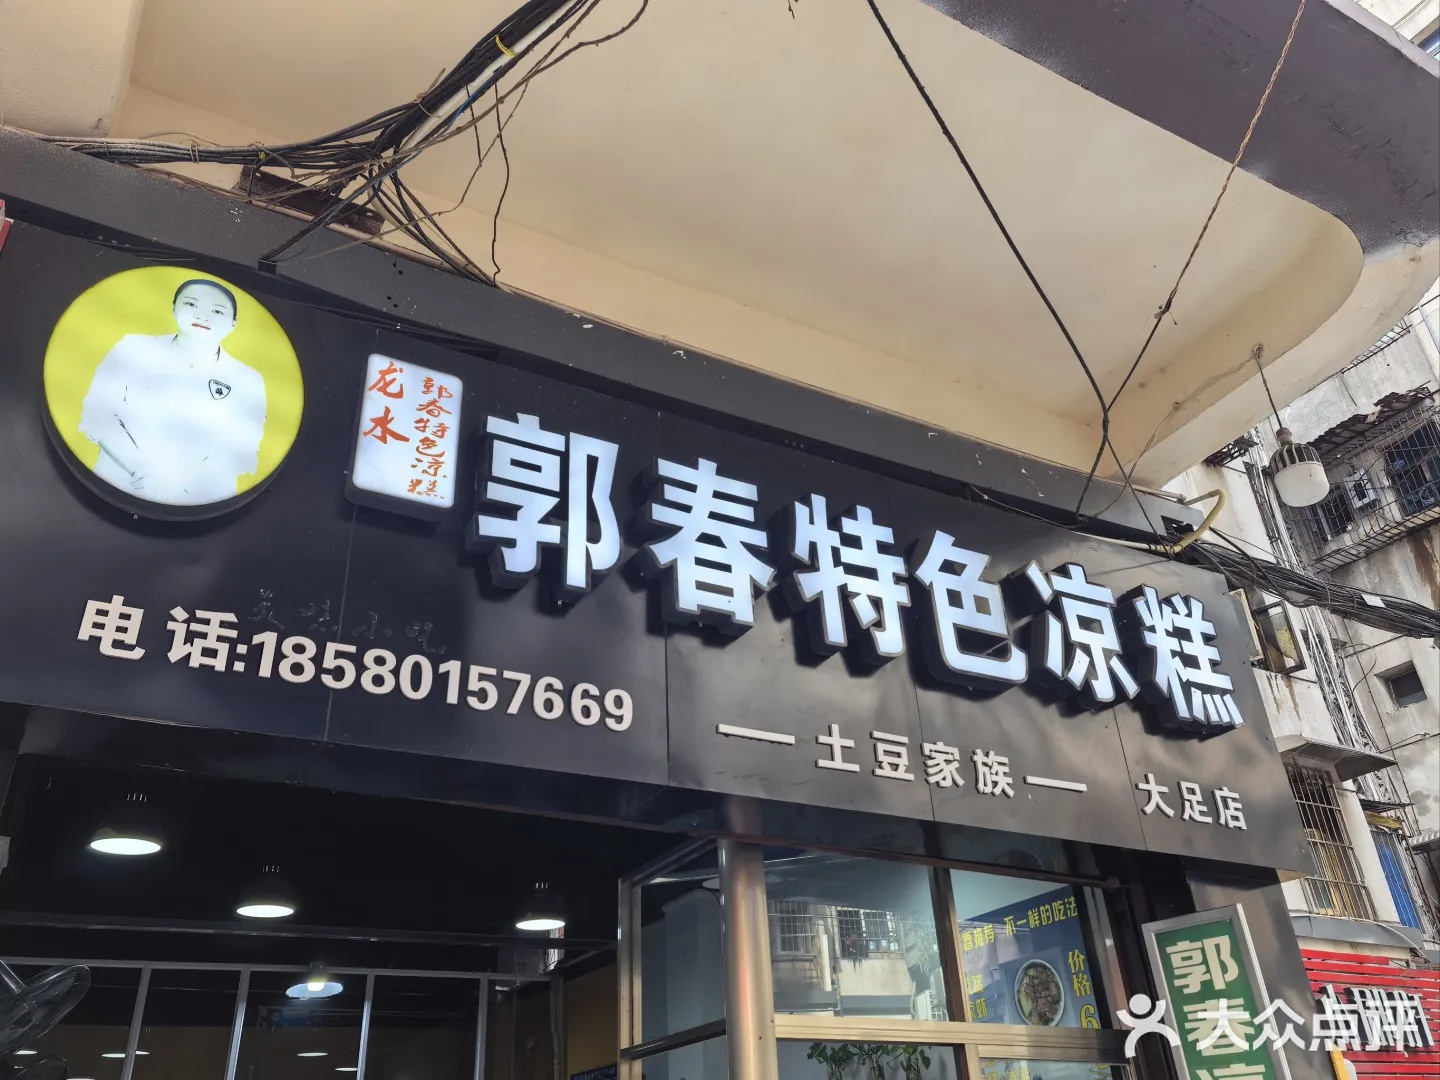 龙水
郭春特色凉糕
郭春特色凉糕
电话:18580157669
土豆家族
大足店
不一样的吃法
价格6
郭春凉
大众点评